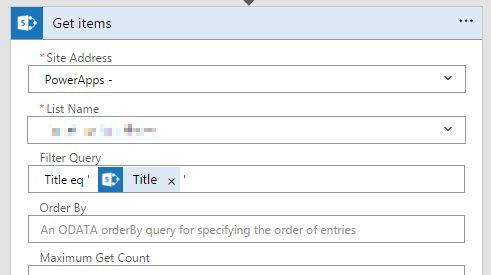 Get items
* Site Address
PowerApps -
* List Name
Filter Query
Title eq ' Title x '
Order By
An ODATA orderBy query for specifying the order of entries
Maximum Get Count